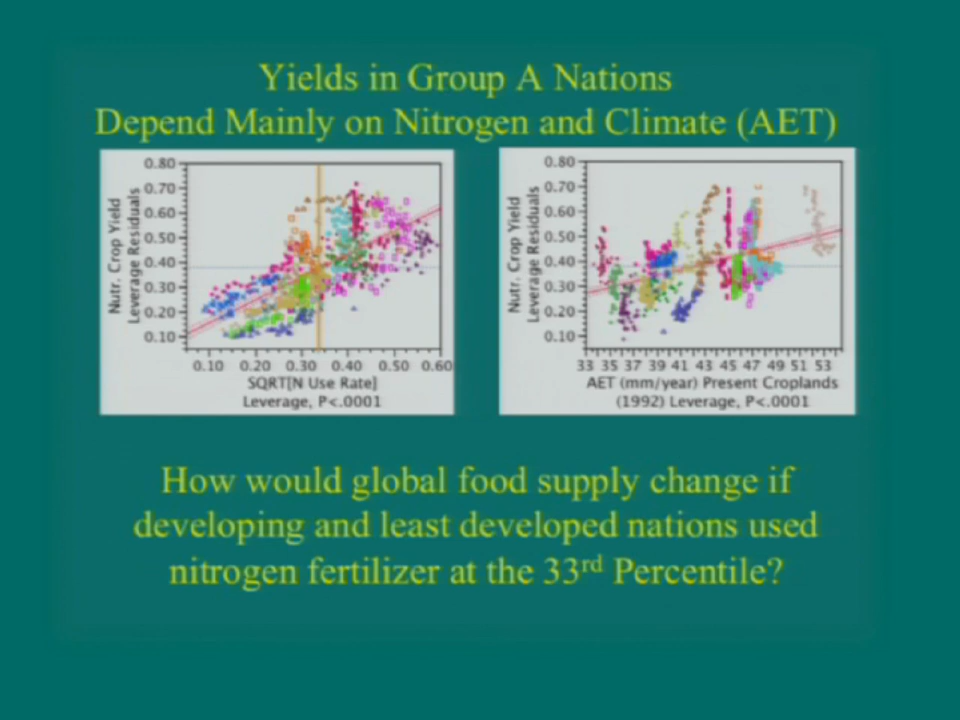 Yields in Group A Nations
Depend Mainly on Nitrogen and Climate (AET)
Nutr. Crop Yield
Leverage Residuals
0.80
0.70
0.60
0.50
0.40
0.30
0.20
0.10
0.10 0.20 0.30 0.40 0.50 0.60
SQRT[N Use Rate]
Leverage, P<.0001
Nutr. Crop Yield
Leverage Residuals
0.80
0.70
0.60
0.50
0.40
0.30
0.20
0.10
33 35 37 39 41 43 45 47 49 51 53
AET (mm/year) Present Croplands
(1992) Leverage, P<.0001
How would global food supply change if
developing and least developed nations used
nitrogen fertilizer at the 33rd Percentile?